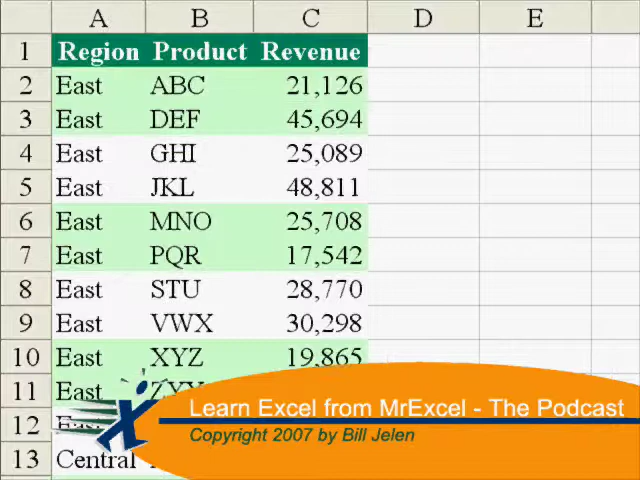 A B C D E
1 Region Product Revenue
2 East ABC 21,126
3 East DEF 45,694
4 East GHI 25,089
5 East JKL 48,811
6 East MNO 25,708
7 East PQR 17,542
8 East STU 28,770
9 East VWX 30,298
10 East XYZ 19,865
11 East
12 East
13 Central
Learn Excel from MrExcel - The Podcast
Copyright 2007 by Bill Jelen